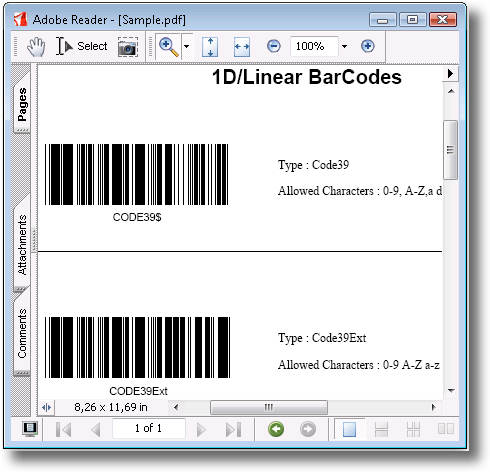 Adobe Reader - [Sample.pdf]
Select
100%
Pages
Attachments
Comments
1D/Linear BarCodes
CODE39$
Type : Code39
Allowed Characters : 0-9, A-Z,a d
CODE39Ext
Type : Code39Ext
Allowed Characters : 0-9 A-Z a-z
8,26 x 11,69 in
1 of 1